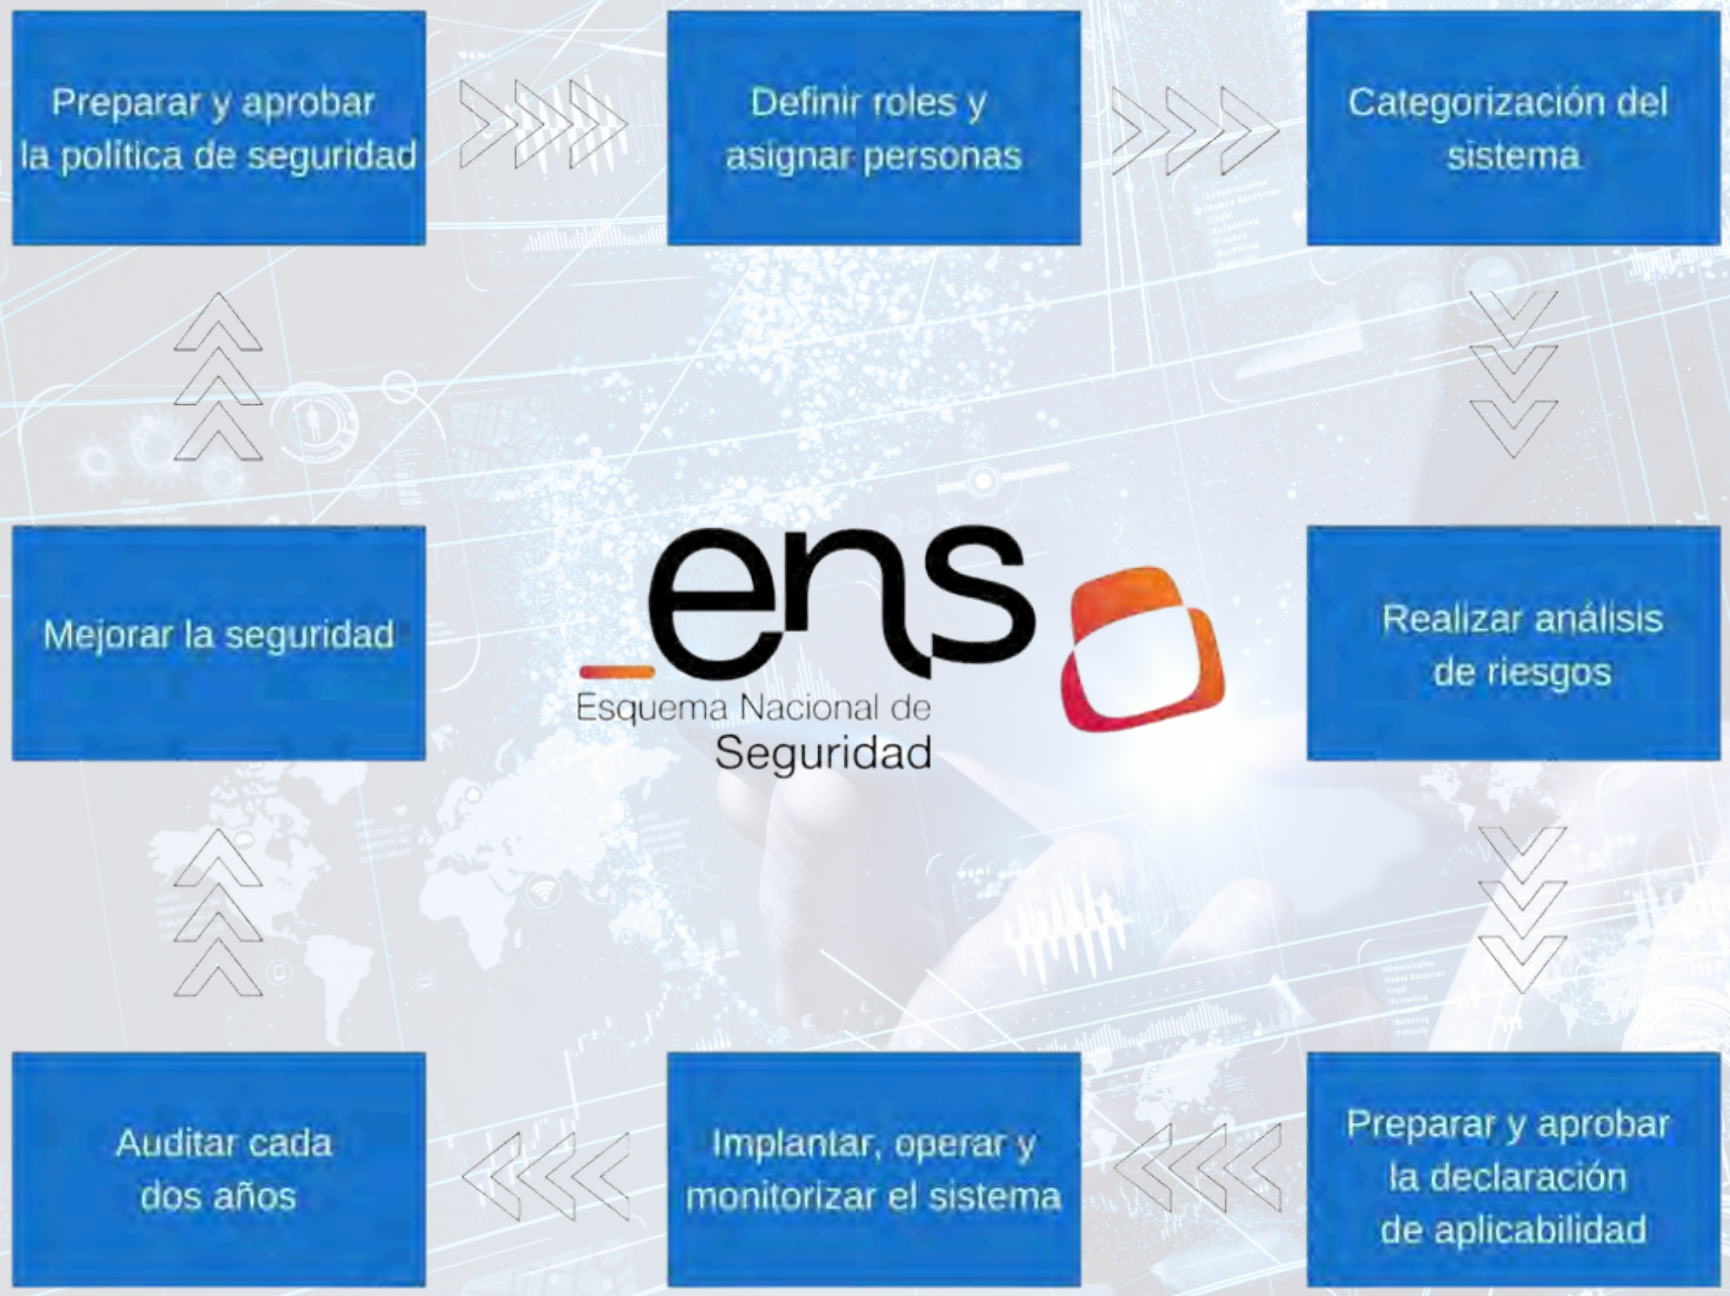 Preparar y aprobar
la política de seguridad
Definir roles y
asignar personas
Categorización del
sistema
Realizar análisis
de riesgos
Preparar y aprobar
la declaración
de aplicabilidad
Implantar, operar y
monitorizar el sistema
Auditar cada
dos años
Mejorar la seguridad
_ens
Esquema Nacional de
Seguridad